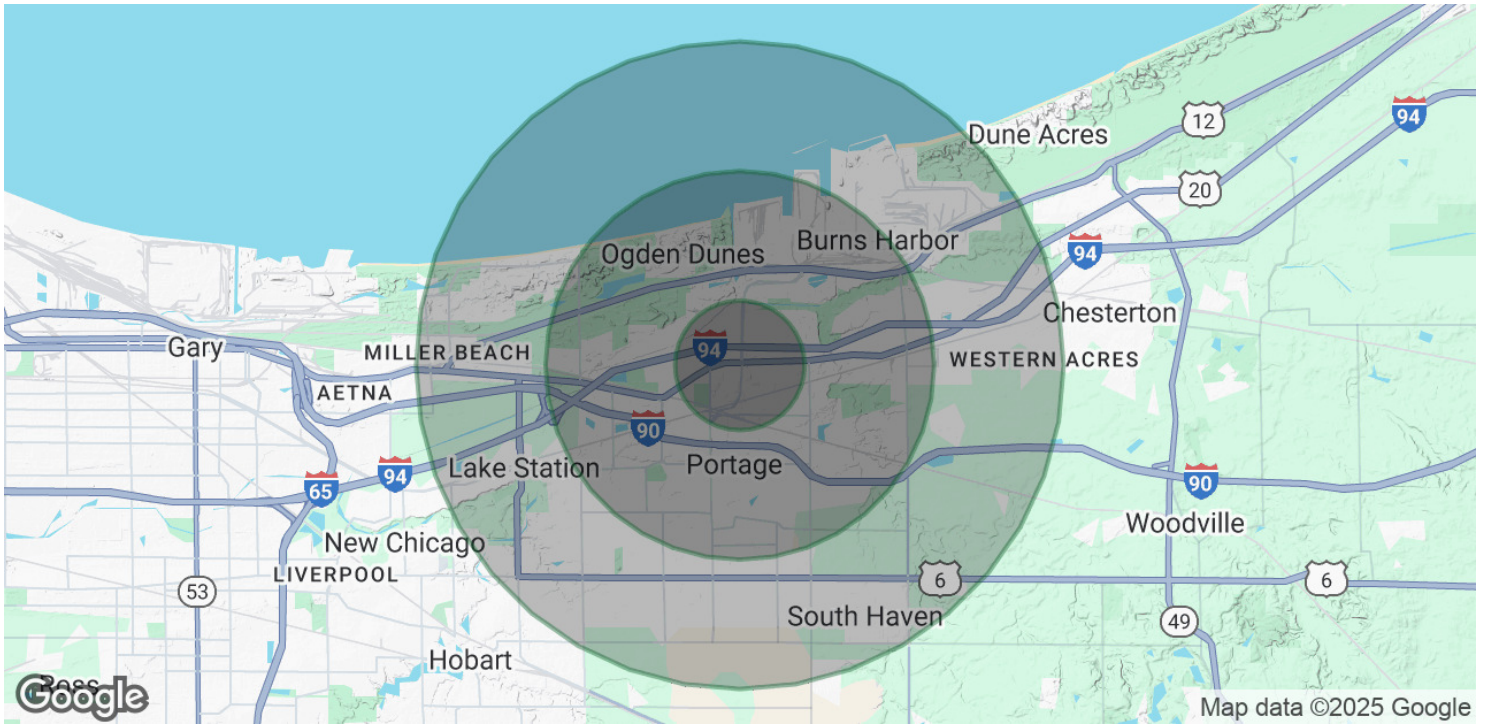 Dune Acres
12
94
20
Ogden Dunes
Burns Harbor
94
Chesterton
Gary
MILLER BEACH
94
WESTERN ACRES
AETNA
90
Lake Station
Portage
65
94
90
Woodville
New Chicago
LIVERPOOL
53
6
6
South Haven
49
Hobart
Ross
Google
Map data ©2025 Google